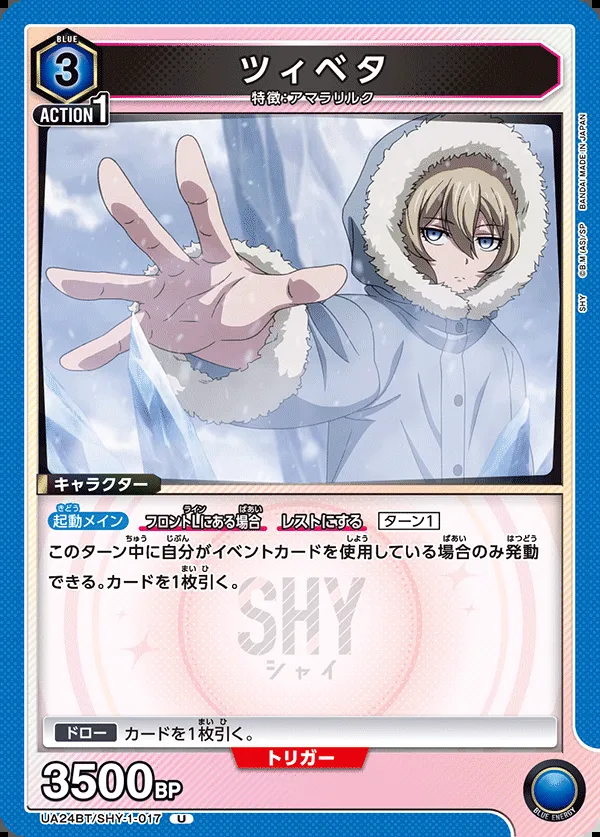 BLUE
3
ツィベタ
特徴:アマラリルク
ACTION 1
SHY ©B.M (AS)/SP BANDAI MADE IN JAPAN
キャラクター
起動メイン フロントLにある場合 レストにする ターン1
このターン中に自分がイベントカードを使用している場合のみ発動
できる。カードを1枚引く。
SHY
シャイ
ドロー カードを1枚引く。
トリガー
3500BP
UA24BT/SHY-1-017 U
BLUE ENERGY